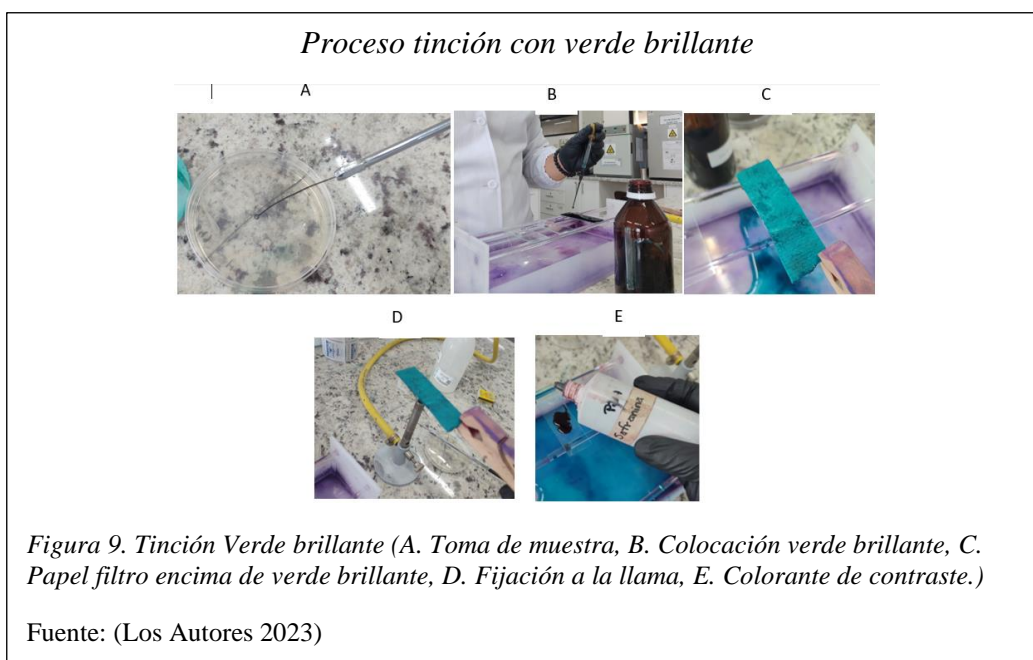 Proceso tinción con verde brillante
A
B
C
D
E
Safranina
Figura 9. Tinción Verde brillante (A. Toma de muestra, B. Colocación verde brillante, C.
Papel filtro encima de verde brillante, D. Fijación a la llama, E. Colorante de contraste.)
Fuente: (Los Autores 2023)